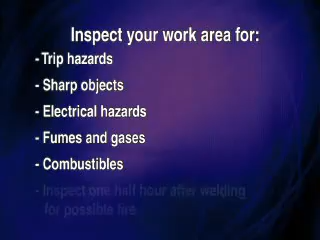 Inspect your work area for:
- Trip hazards
- Sharp objects
- Electrical hazards
- Fumes and gases
- Combustibles
- Inspect one half hour after welding
for possible fire